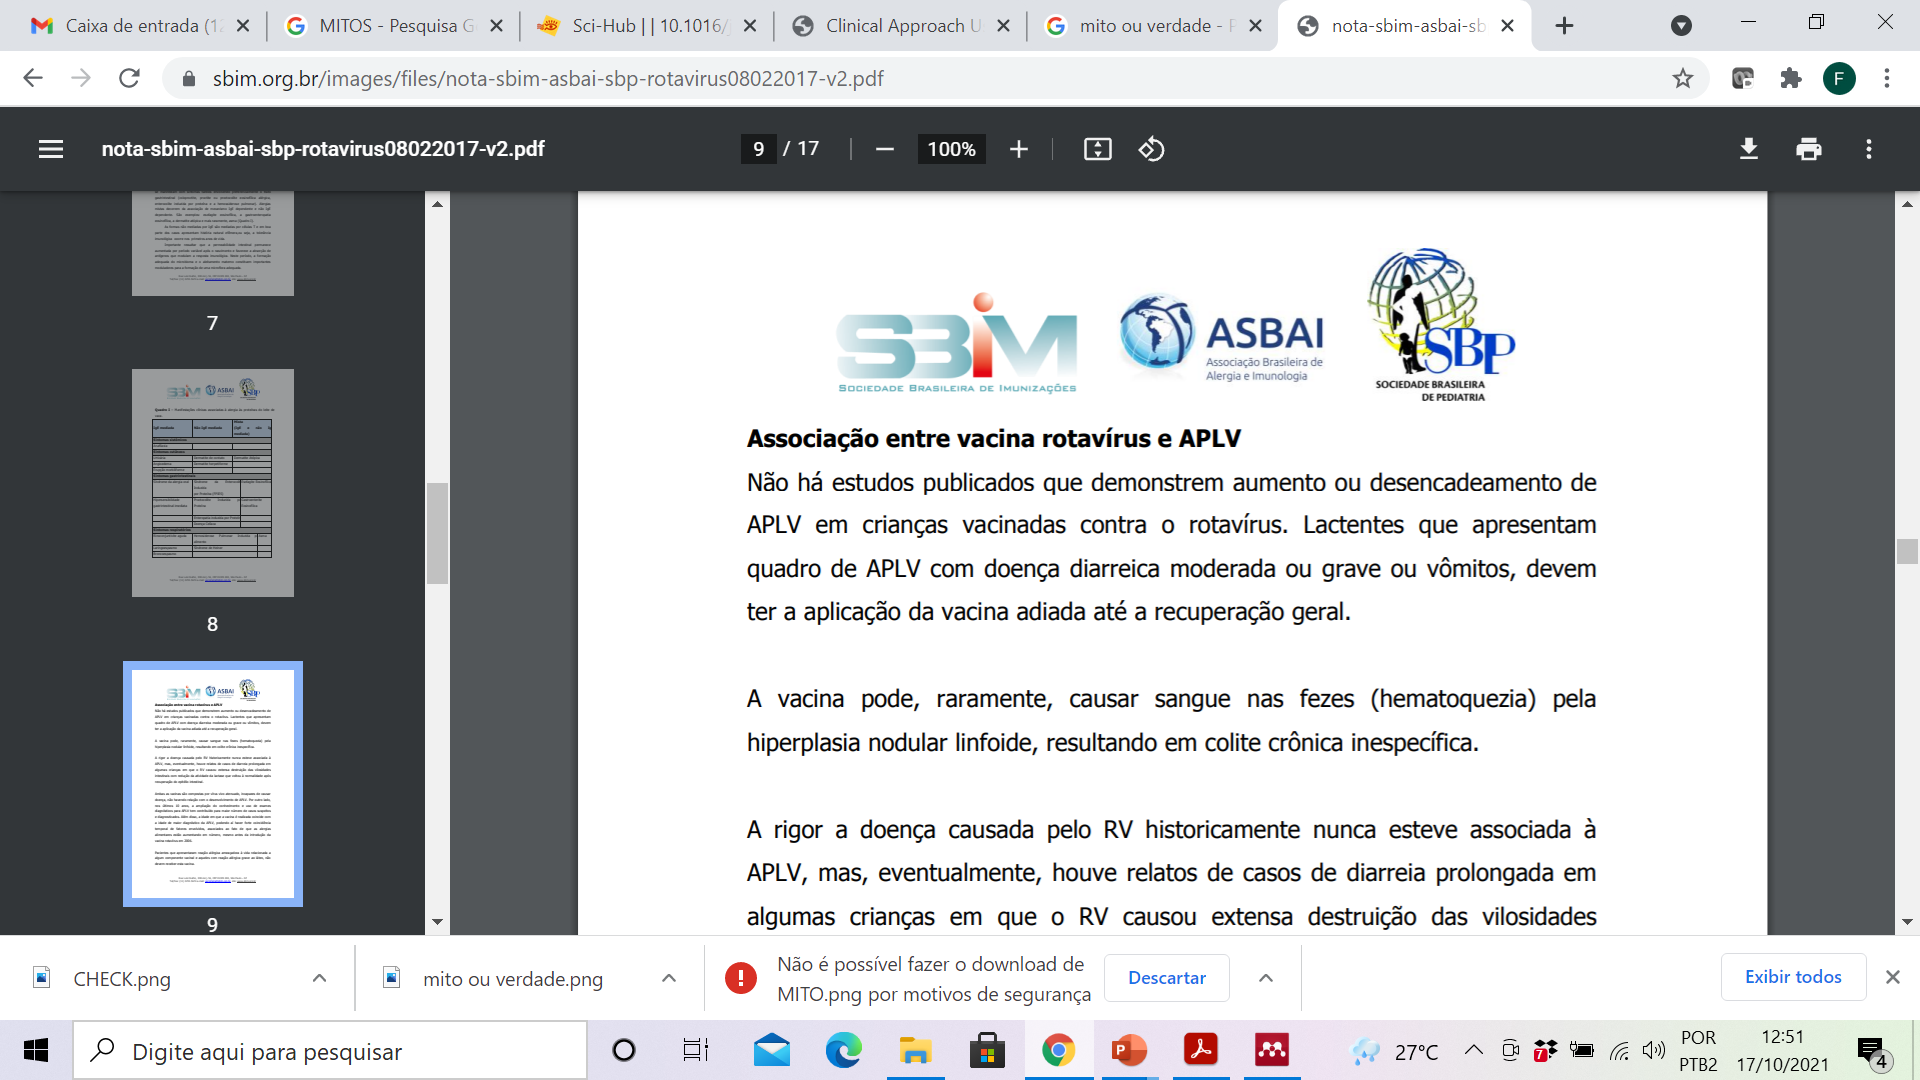 Caixa de entrada (12
MITOS - Pesquisa G
Sci-Hub | | 10.1016/j
Clinical Approach U
mito ou verdade - P
nota-sbim-asbai-sb
sbim.org.br/images/files/nota-sbim-asbai-sbp-rotavirus08022017-v2.pdf
F
nota-sbim-asbai-sbp-rotavirus08022017-v2.pdf
9 / 17
100%
7
8
9
SBiM
SOCIEDADE BRASILEIRA DE IMUNIZAÇÕES
ASBAI
Associação Brasileira de
Alergia e Imunologia
SBP
SOCIEDADE BRASILEIRA
DE PEDIATRIA
Associação entre vacina rotavírus e APLV
Não há estudos publicados que demonstrem aumento ou desencadeamento de
APLV em crianças vacinadas contra o rotavírus. Lactentes que apresentam
quadro de APLV com doença diarreica moderada ou grave ou vômitos, devem
ter a aplicação da vacina adiada até a recuperação geral.
A vacina pode, raramente, causar sangue nas fezes (hematoquezia) pela
hiperplasia nodular linfoide, resultando em colite crônica inespecífica.
A rigor a doença causada pelo RV historicamente nunca esteve associada à
APLV, mas, eventualmente, houve relatos de casos de diarreia prolongada em
algumas crianças em que o RV causou extensa destruição das vilosidades
CHECK.png
mito ou verdade.png
Não é possível fazer o download de
MITO.png por motivos de segurança
Descartar
Exibir todos
Digite aqui para pesquisar
27°C
POR
PTB2
12:51
17/10/2021
4